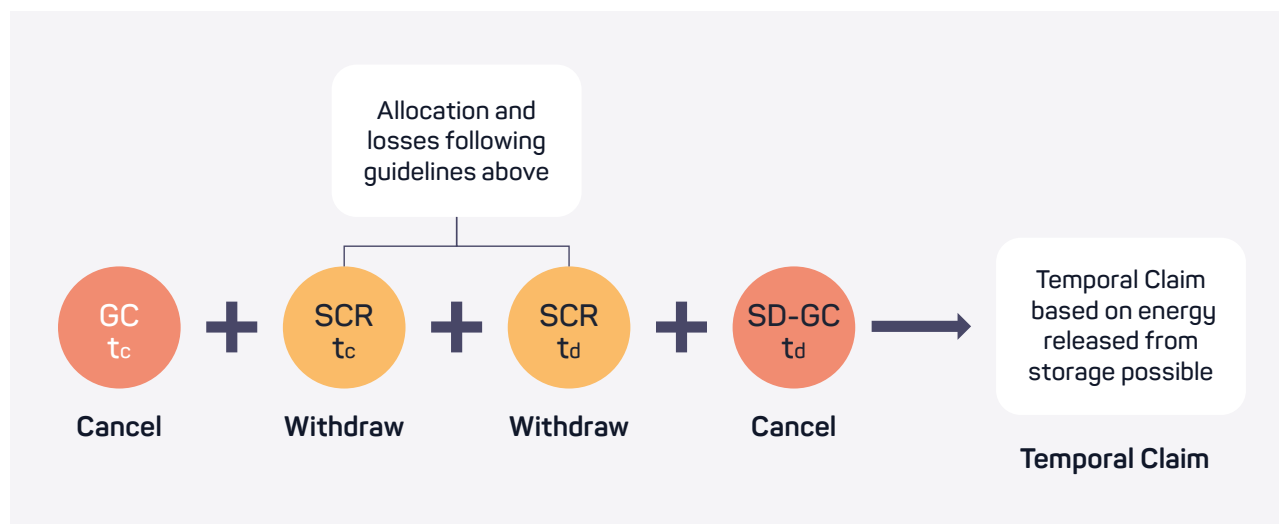 Allocation and
losses following
guidelines above
GC
tc
SCR
tc
SCR
td
SD-GC
td
Cancel
Withdraw
Withdraw
Cancel
Temporal Claim
based on energy
released from
storage possible
Temporal Claim